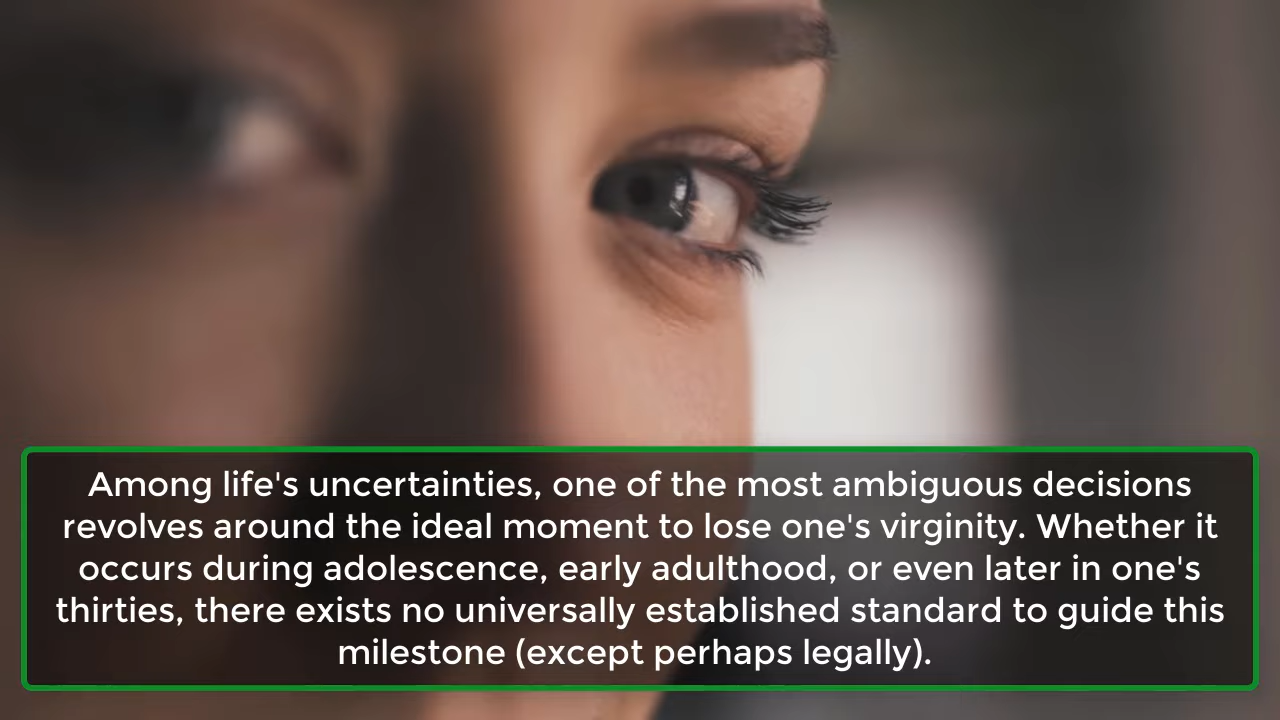 Among life's uncertainties, one of the most ambiguous decisions
revolves around the ideal moment to lose one's virginity. Whether it
occurs during adolescence, early adulthood, or even later in one's
thirties, there exists no universally established standard to guide this
milestone (except perhaps legally).